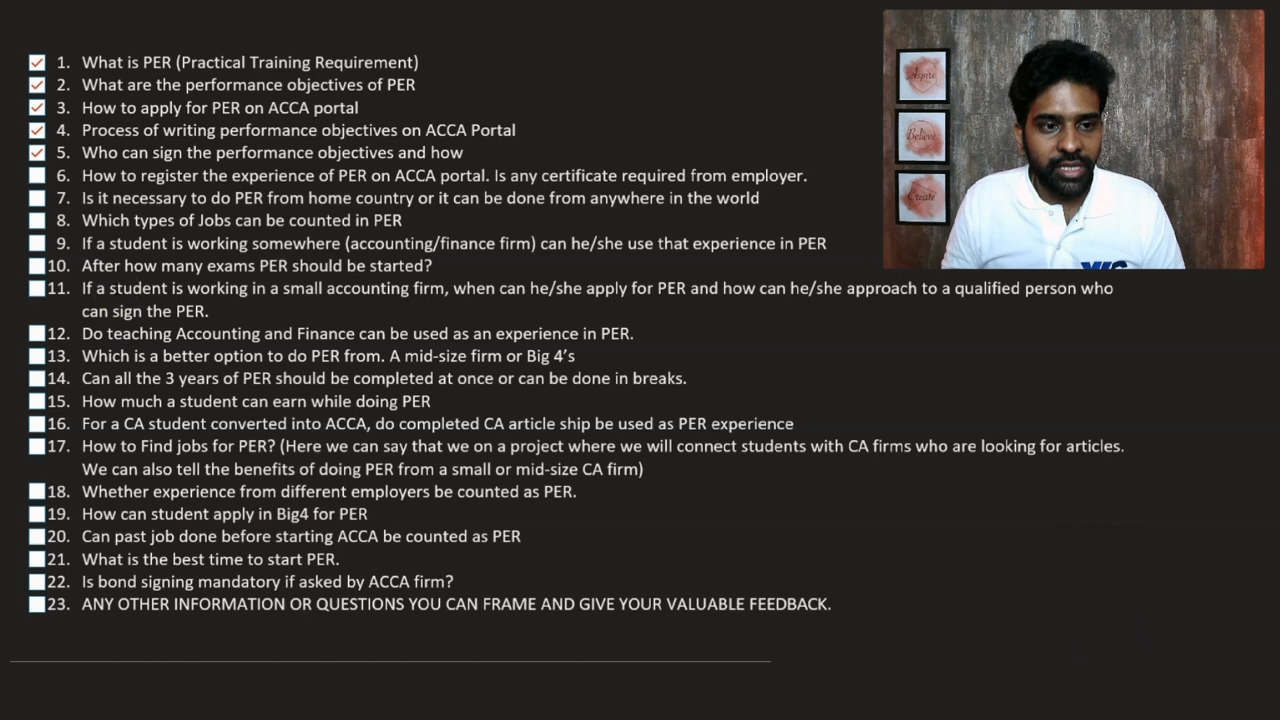 1. What is PER (Practical Training Requirement)
2. What are the performance objectives of PER
3. How to apply for PER on ACCA portal
4. Process of writing performance objectives on ACCA Portal
5. Who can sign the performance objectives and how
6. How to register the experience of PER on ACCA portal. Is any certificate required from employer.
7. Is it necessary to do PER from home country or it can be done from anywhere in the world
8. Which types of Jobs can be counted in PER
9. If a student is working somewhere (accounting/finance firm) can he/she use that experience in PER
10. After how many exams PER should be started?
11. If a student is working in a small accounting firm, when can he/she apply for PER and how can he/she approach to a qualified person who
can sign the PER.
12. Do teaching Accounting and Finance can be used as an experience in PER.
13. Which is a better option to do PER from. A mid-size firm or Big 4's
14. Can all the 3 years of PER should be completed at once or can be done in breaks.
15. How much a student can earn while doing PER
16. For a CA student converted into ACCA, do completed CA article ship be used as PER experience
17. How to Find jobs for PER? (Here we can say that we on a project where we will connect students with CA firms who are looking for articles.
We can also tell the benefits of doing PER from a small or mid-size CA firm)
18. Whether experience from different employers be counted as PER.
19. How can student apply in Big4 for PER
20. Can past job done before starting ACCA be counted as PER
21. What is the best time to start PER.
22. Is bond signing mandatory if asked by ACCA firm?
23. ANY OTHER INFORMATION OR QUESTIONS YOU CAN FRAME AND GIVE YOUR VALUABLE FEEDBACK.
Believe
Create